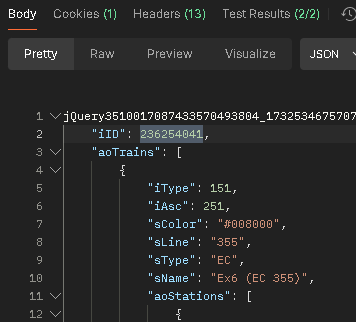 Body Cookies (1) Headers (13) Test Results (2/2)
Pretty Raw Preview Visualize JSON
1 jQuery3510017087433570493804_1732534675707
2 "iID": 236254041,
3 "aoTrains": [
4 {
5 "iType": 151,
6 "iAsc": 251,
7 "sColor": "#008000",
8 "sLine": "355",
9 "sType": "EC",
10 "sName": "Ex6 (EC 355)",
11 "aoStations": [
12 {